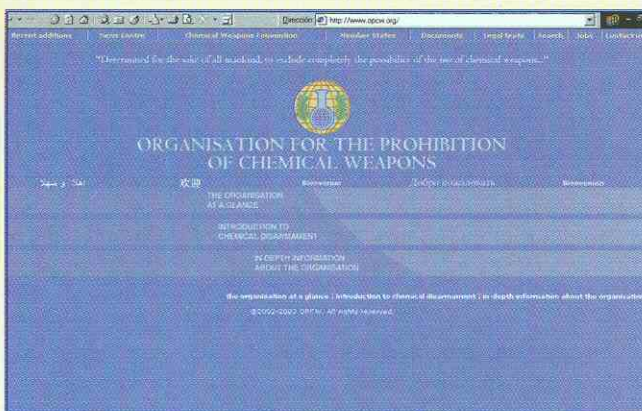 Dirección http://www.opcw.org/
Recent additions News Centre Chemical Weapons Convention Member States Documents Legal Texts Search Jobs Contact
"Determined for the sake of all mankind, to exclude completely the possibility of the use of chemical weapons..."
ORGANISATION FOR THE PROHIBITION
OF CHEMICAL WEAPONS
اهلا و سهلا 欢迎 Bienvenue Добро пожаловать Bienvenidos
THE ORGANISATION
AT A GLANCE
INTRODUCTION TO
CHEMICAL DISARMAMENT
IN-DEPTH INFORMATION
ABOUT THE ORGANISATION
the organisation at a glance : introduction to chemical disarmament : in-depth information about the organisation
©2002-2003 OPCW. All rights reserved.